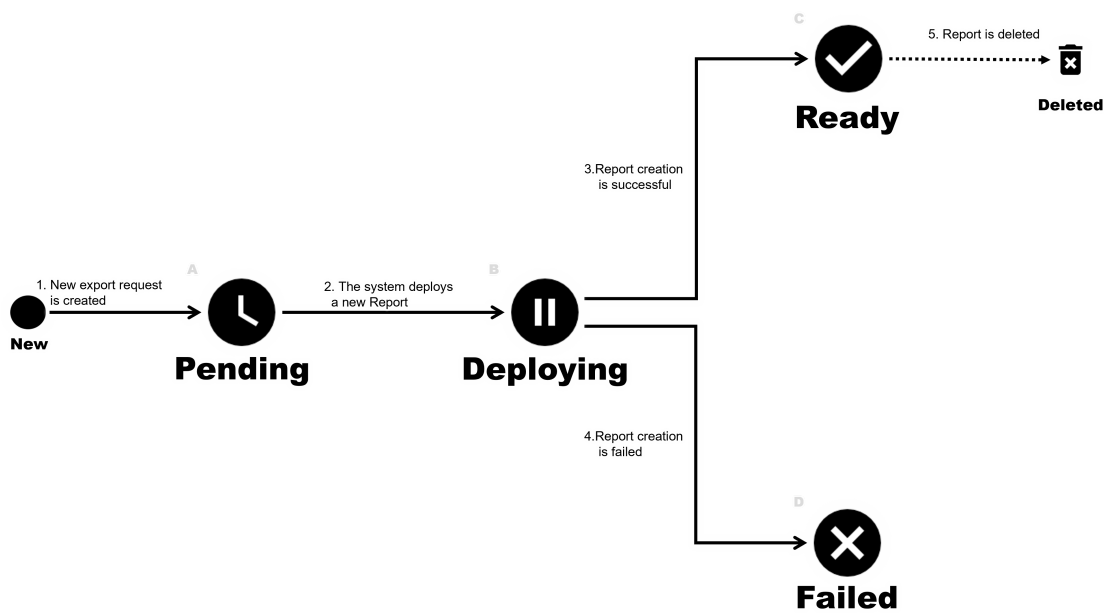 C
5. Report is deleted
Ready
Deleted
3.Report creation
is successful
A
B
1. New export request
is created
2. The system deploys
a new Report
New
Pending
Deploying
4.Report creation
is failed
D
Failed